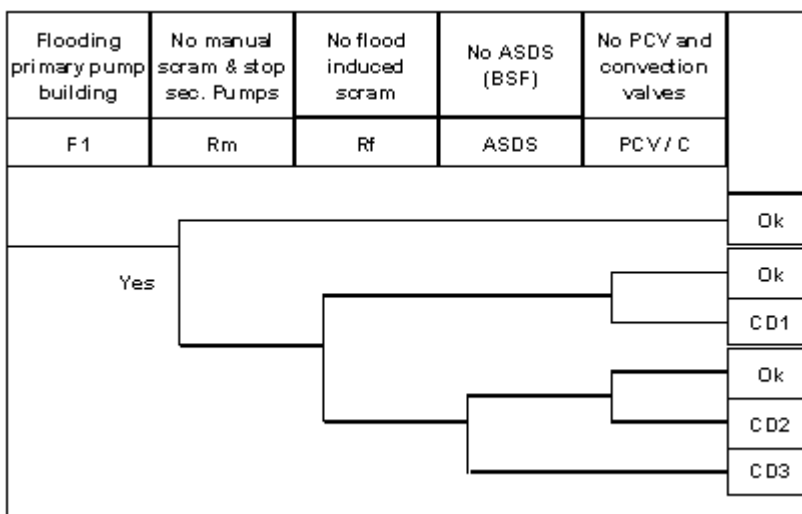 Flooding
primary pump
building
No manual
scram & stop
sec. Pumps
No flood
induced
scram
No ASDS
(BSF)
No PCV and
convection
valves
F1
Rm
Rf
ASDS
PCV / C
Ok
Yes
Ok
CD1
Ok
CD2
CD3